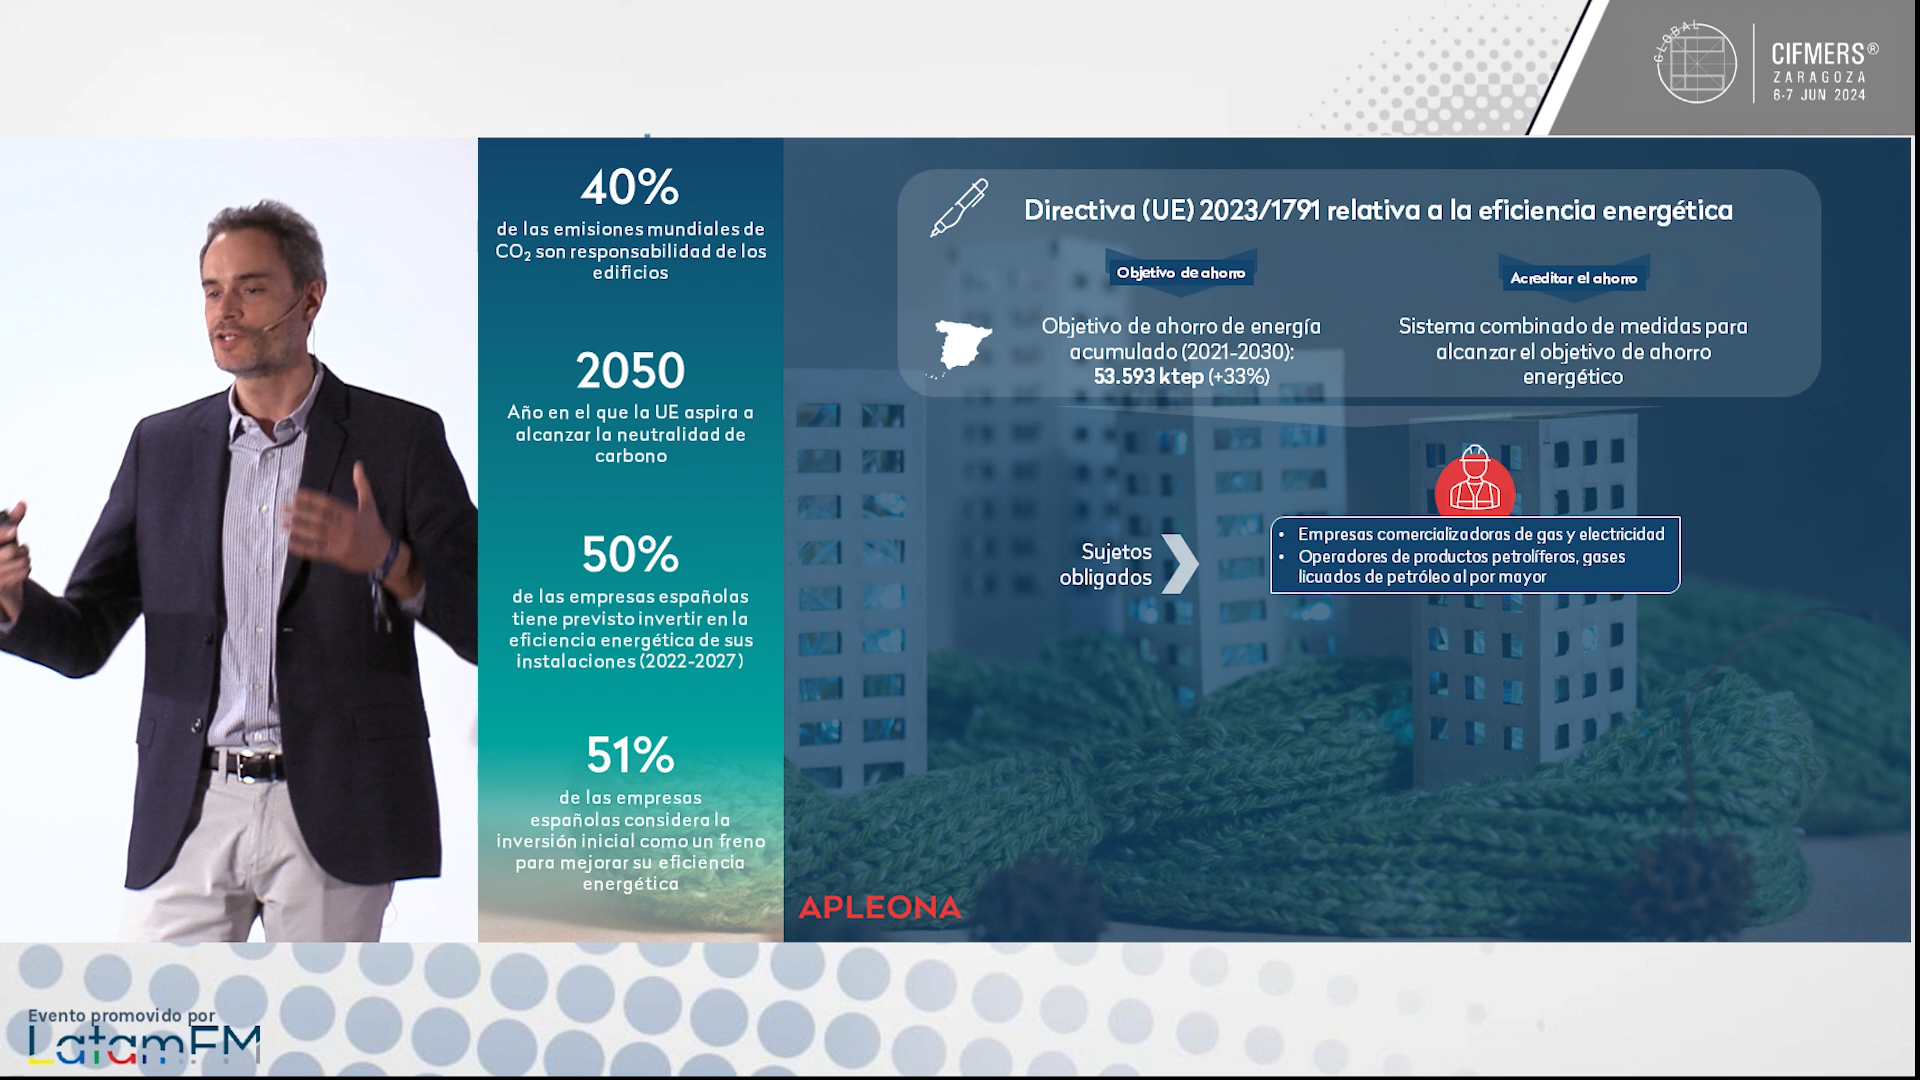 GLOBAL
CIFMERS®
ZARAGOZA
6-7 JUN 2024
40%
de las emisiones mundiales de
CO₂ son responsabilidad de los
edificios
2050
Año en el que la UE aspira a
alcanzar la neutralidad de
carbono
50%
de las empresas españolas
tiene previsto invertir en la
eficiencia energética de sus
instalaciones (2022-2027)
51%
de las empresas
españolas considera la
inversión inicial como un freno
para mejorar su eficiencia
energética
Directiva (UE) 2023/1791 relativa a la eficiencia energética
Objetivo de ahorro
Objetivo de ahorro de energía
acumulado (2021-2030):
53.593 ktep (+33%)
Acreditar el ahorro
Sistema combinado de medidas para
alcanzar el objetivo de ahorro
energético
Sujetos
obligados
• Empresas comercializadoras de gas y electricidad
• Operadores de productos petrolíferos, gases
licuados de petróleo al por mayor
APLEONA
Evento promovido por
LatamFM